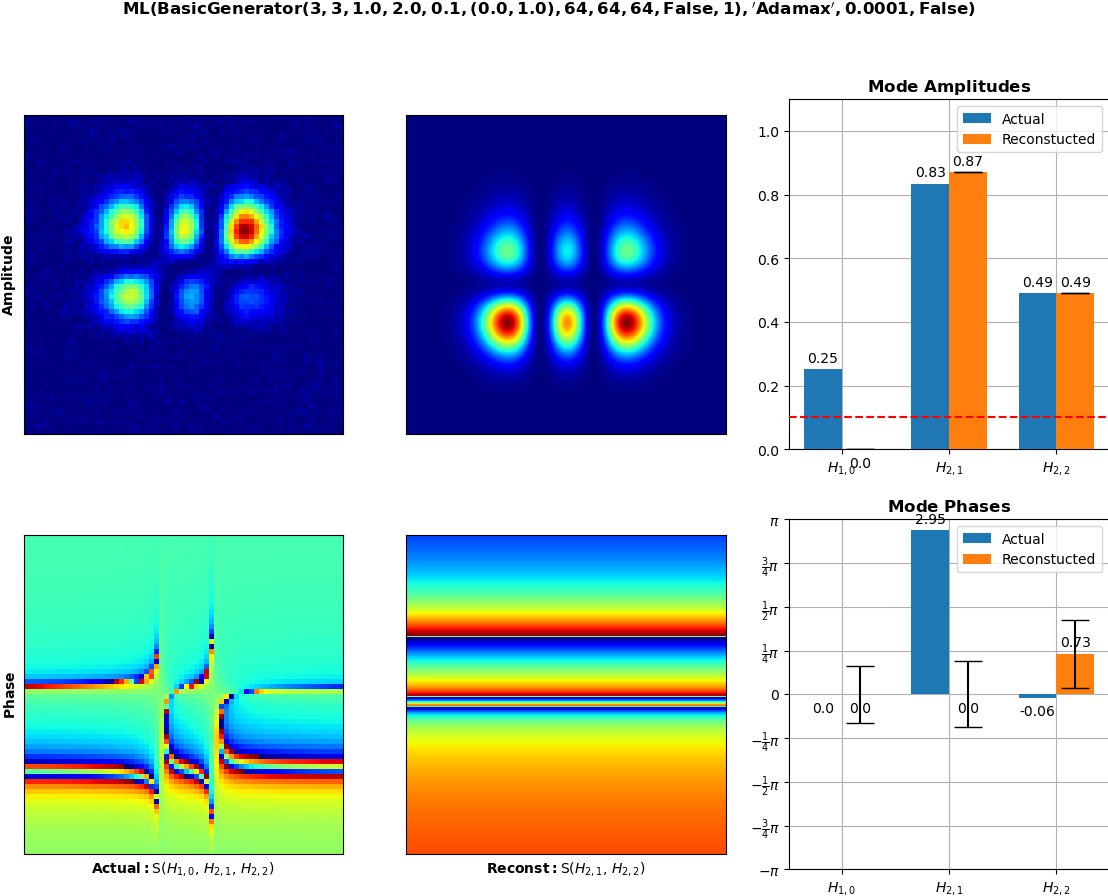 ML(BasicGenerator(3, 3, 1.0, 2.0, 0.1, (0.0, 1.0), 64, 64, 64, False, 1), ′Adamax′, 0.0001, False)
Amplitude
Mode Amplitudes
Actual
Reconstucted
1.0
0.8
0.6
0.4
0.2
0.0
0.25
0.0
0.83
0.87
0.49
0.49
H1,0
H2,1
H2,2
Phase
Actual: S(H1,0, H2,1, H2,2)
Reconst: S(H2,1, H2,2)
Mode Phases
Actual
Reconstucted
π
3/4π
1/2π
1/4π
0
−1/4π
−1/2π
−3/4π
−π
0.0
0.0
2.95
0.0
-0.06
0.73
H1,0
H2,1
H2,2